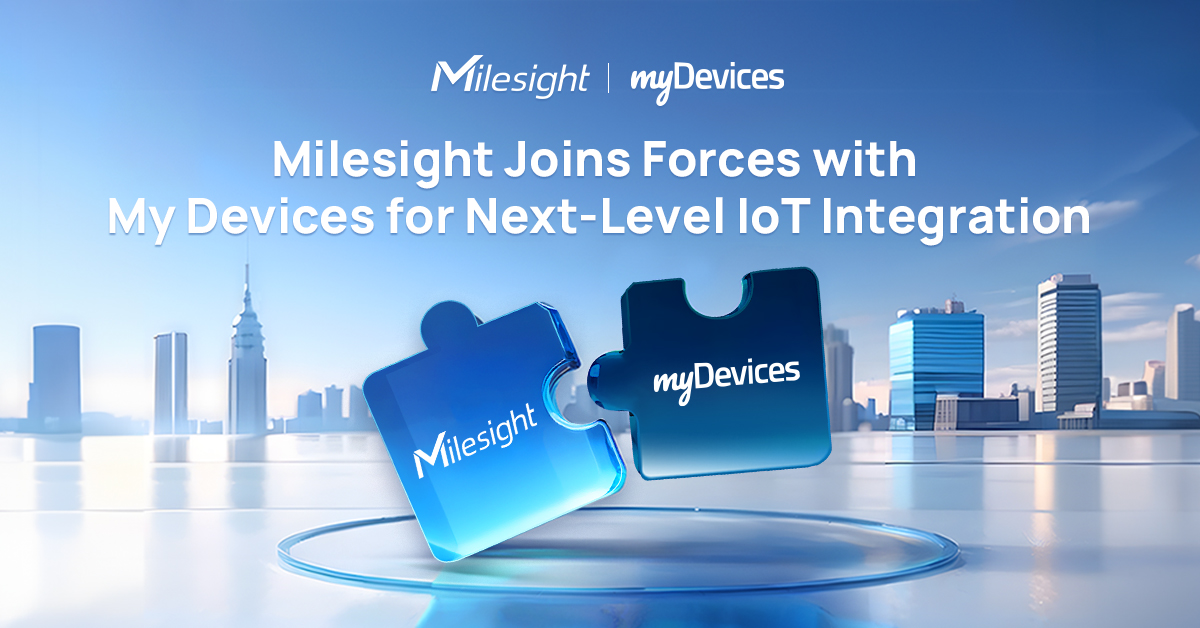 Milesight | myDevices
Milesight Joins Forces with
My Devices for Next-Level IoT Integration
Milesight
myDevices